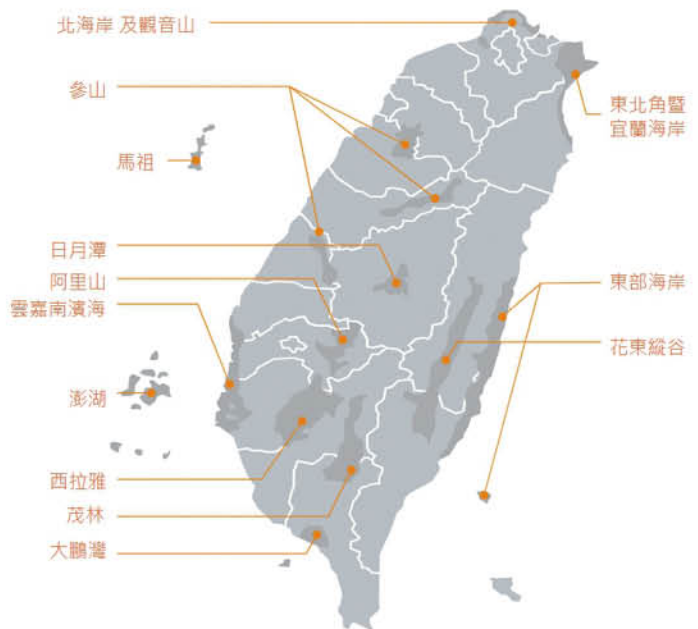 北海岸 及觀音山
參山
馬祖
日月潭
阿里山
雲嘉南濱海
澎湖
西拉雅
茂林
大鵬灣
東北角暨
宜蘭海岸
東部海岸
花東縱谷